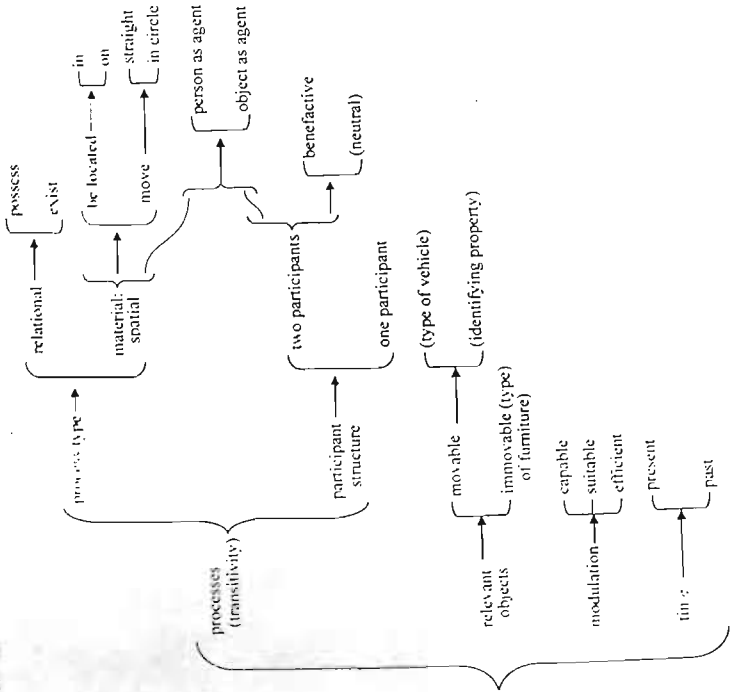 processes
(transitivity)
process type
relational
possess
exist
material:
spatial
be located
in
on
move
straight
in circle
person as agent
object as agent
participant
structure
two participants
benefactive
(neutral)
one participant
relevant
objects
movable
(type of vehicle)
(identifying property)
immovable (type)
of furniture)
modulation
capable
suitable
efficient
time
present
past